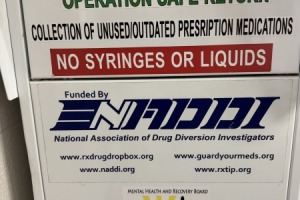 OPERATION SAFE RETURN
COLLECTION OF UNUSED/OUTDATED PRESRIPTION MEDICATIONS
NO SYRINGES OR LIQUIDS
Funded By
NADDI
National Association of Drug Diversion Investigators
www.rxdrugdropbox.org www.guardyourmeds.org
www.naddi.org www.rxtip.org
MENTAL HEALTH AND RECOVERY BOARD